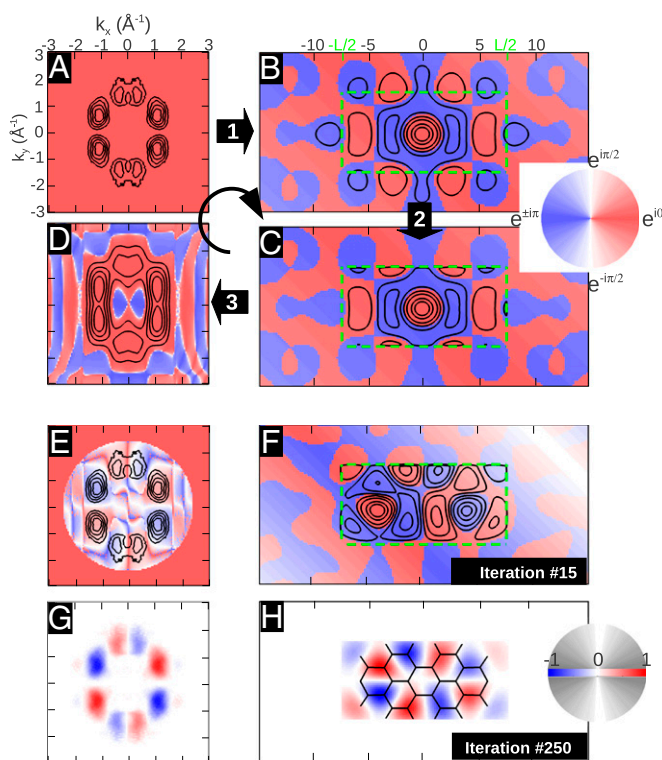 kx (Å-1)
-3 -2 -1 0 1 2 3
-10 -L/2 -5 0 5 L/2 10
ky (Å-1)
3
2
1
0
-1
-2
-3
A
B
1
eiπ/2
e±iπ
ei0
e-iπ/2
2
D
C
3
E
F
Iteration #15
G
H
-1 0 1
Iteration #250